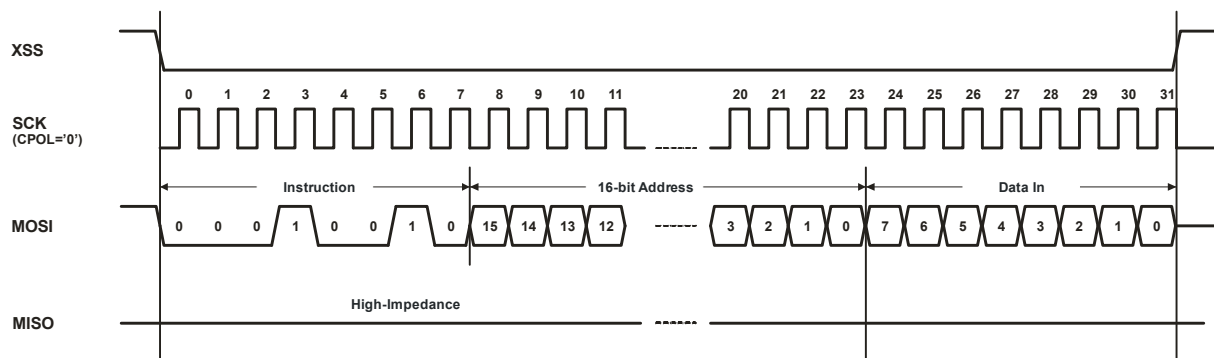 XSS
0 1 2 3 4 5 6 7 8 9 10 11 20 21 22 23 24 25 26 27 28 29 30 31
SCK
(CPOL='0')
Instruction 16-bit Address Data In
MOSI 0 0 0 1 0 0 1 0 15 14 13 12 3 2 1 0 7 6 5 4 3 2 1 0
High-Impedance
MISO